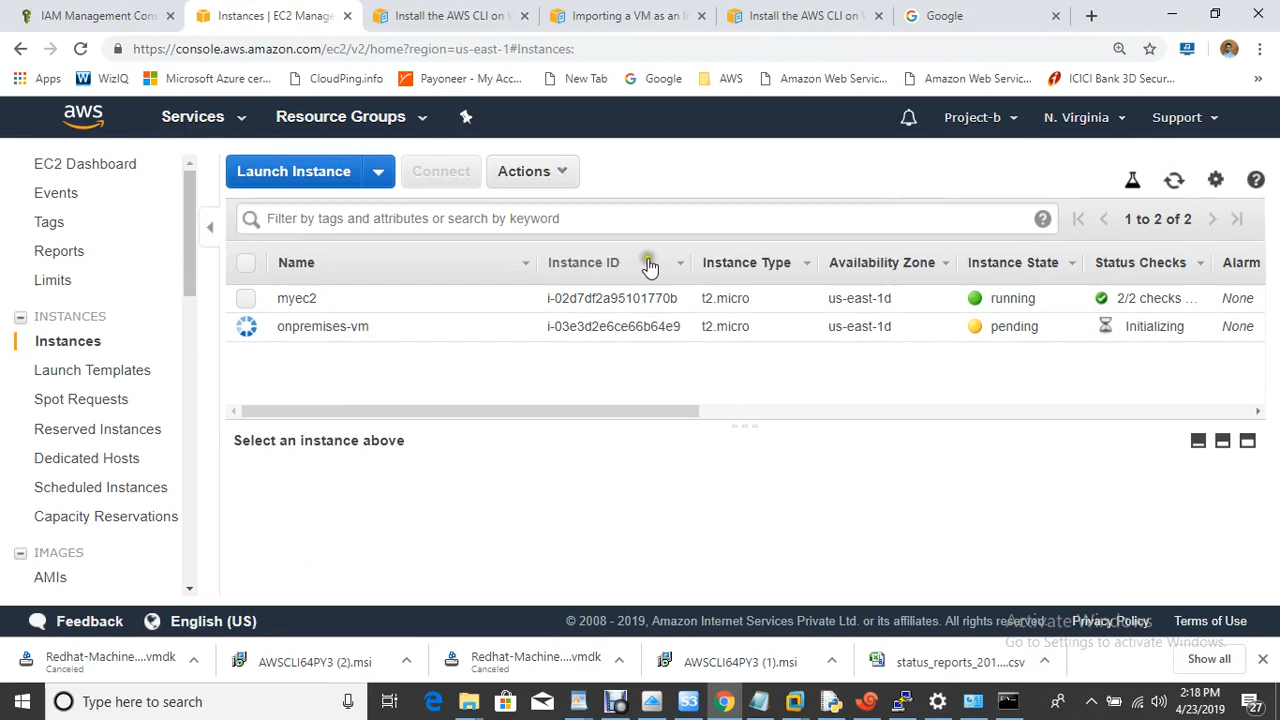 IAM Management Cons
Instances | EC2 Manage
Install the AWS CLI on V
Importing a VM as an I
Install the AWS CLI on V
Google
https://console.aws.amazon.com/ec2/v2/home?region=us-east-1#Instances:
Apps
WizIQ
Microsoft Azure cer...
CloudPing.info
Payoneer - My Acco...
New Tab
Google
AWS
Amazon Web Servic...
Amazon Web Servic...
ICICI Bank 3D Secur...
aws
Services
Resource Groups
Project-b
N. Virginia
Support
EC2 Dashboard
Events
Tags
Reports
Limits
INSTANCES
Instances
Launch Templates
Spot Requests
Reserved Instances
Dedicated Hosts
Scheduled Instances
Capacity Reservations
IMAGES
AMIs
Launch Instance
Connect
Actions
Filter by tags and attributes or search by keyword
1 to 2 of 2
Name Instance ID Instance Type Availability Zone Instance State Status Checks Alarm
myec2 i-02d7df2a95101770b t2.micro us-east-1d running 2/2 checks ... None
onpremises-vm i-03e3d2e6ce66b64e9 t2.micro us-east-1d pending Initializing None
Select an instance above
Feedback
English (US)
© 2008 - 2019, Amazon Internet Services Private Ltd. or its affiliates. All rights
Privacy Policy
Terms of Use
Activate Windows
Go to Settings to activate Windows.
Redhat-Machine....vmdk
Canceled
AWSCLI64PY3 (2).msi
Redhat-Machine....vmdk
Canceled
AWSCLI64PY3 (1).msi
status_reports_201....csv
Show all
Type here to search
S3
2:18 PM
4/23/2019
27